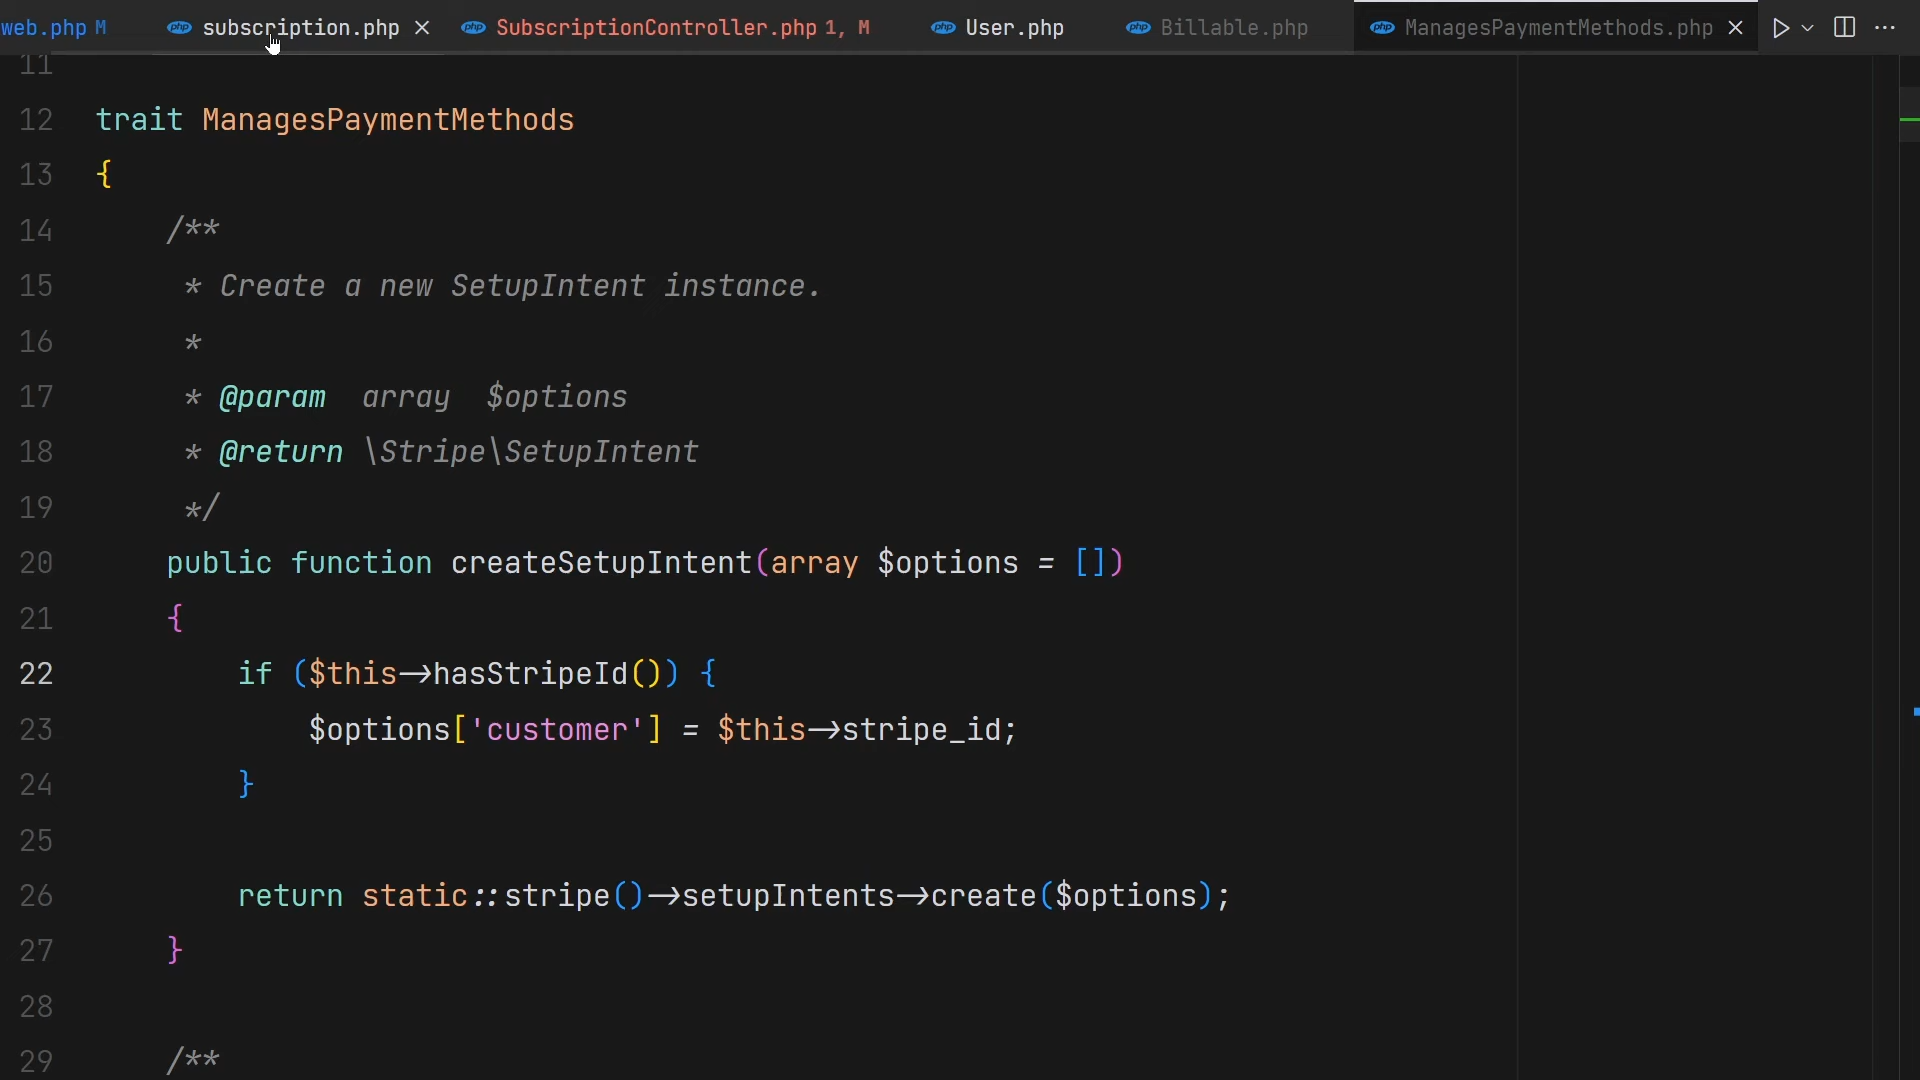 web.php M subscription.php SubscriptionController.php 1, M User.php Billable.php ManagesPaymentMethods.php
11
12 trait ManagesPaymentMethods
13 {
14 /**
15 * Create a new SetupIntent instance.
16 *
17 * @param  array  $options
18 * @return \Stripe\SetupIntent
19 */
20 public function createSetupIntent(array $options = [])
21 {
22 if ($this->hasStripeId()) {
23 $options['customer'] = $this->stripe_id;
24 }
25
26 return static::stripe()->setupIntents->create($options);
27 }
28
29 /**